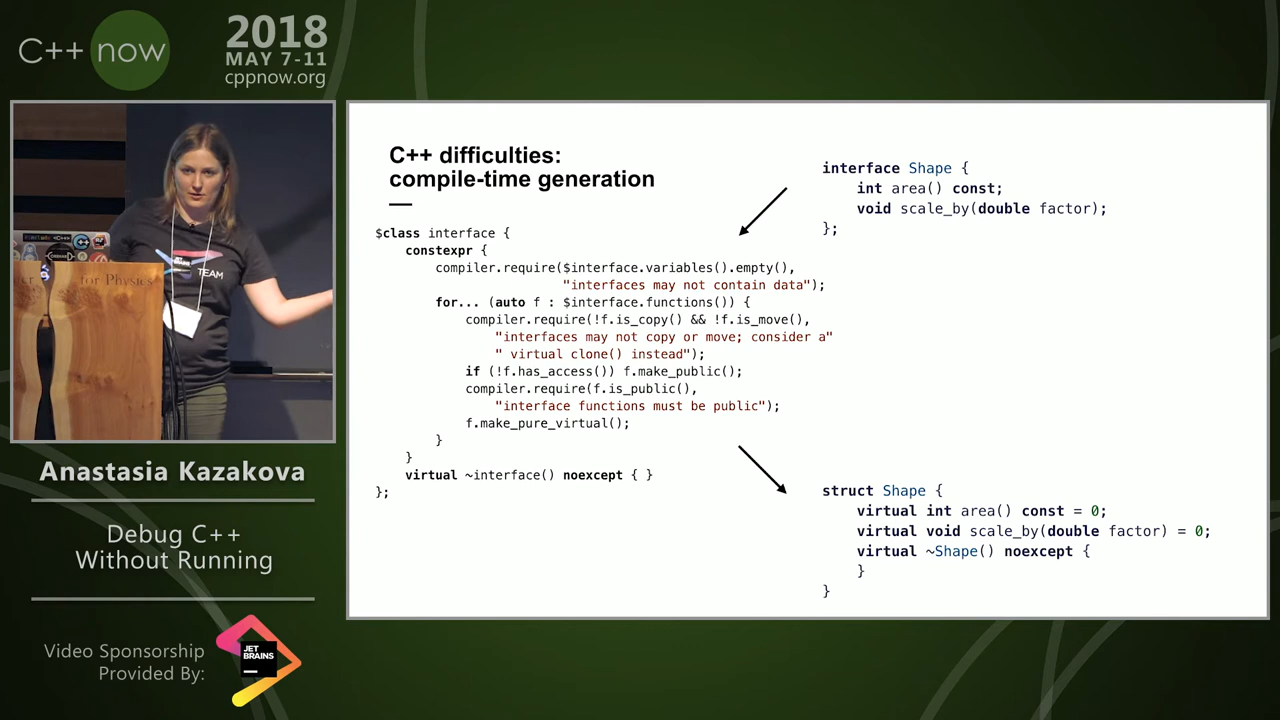 C++ now
2018
MAY 7-11
cppnow.org
for Physics
TEAM
Anastasia Kazakova
Debug C++
Without Running
Video Sponsorship
Provided By:
JET
BRAINS
C++ difficulties:
compile-time generation
$class interface {
constexpr {
compiler.require($interface.variables().empty(),
"interfaces may not contain data");
for... (auto f : $interface.functions()) {
compiler.require(!f.is_copy() && !f.is_move(),
"interfaces may not copy or move; consider a"
" virtual clone() instead");
if (!f.has_access()) f.make_public();
compiler.require(f.is_public(),
"interface functions must be public");
f.make_pure_virtual();
}
}
virtual ~interface() noexcept { }
};
interface Shape {
int area() const;
void scale_by(double factor);
};
struct Shape {
virtual int area() const = 0;
virtual void scale_by(double factor) = 0;
virtual ~Shape() noexcept {
}
}